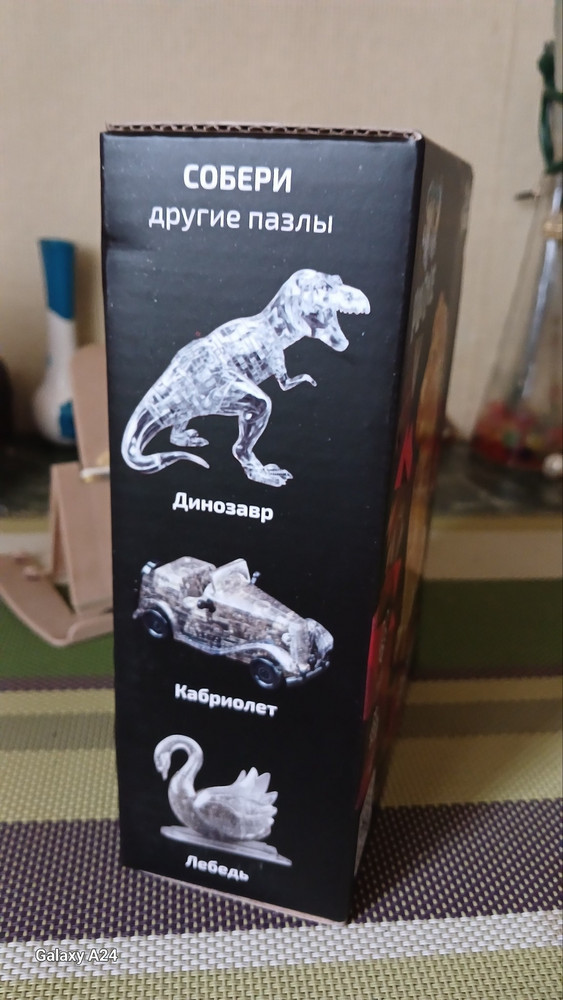 СОБЕРИ
другие пазлы
Динозавр
Кабриолет
Лебедь
Galaxy A24